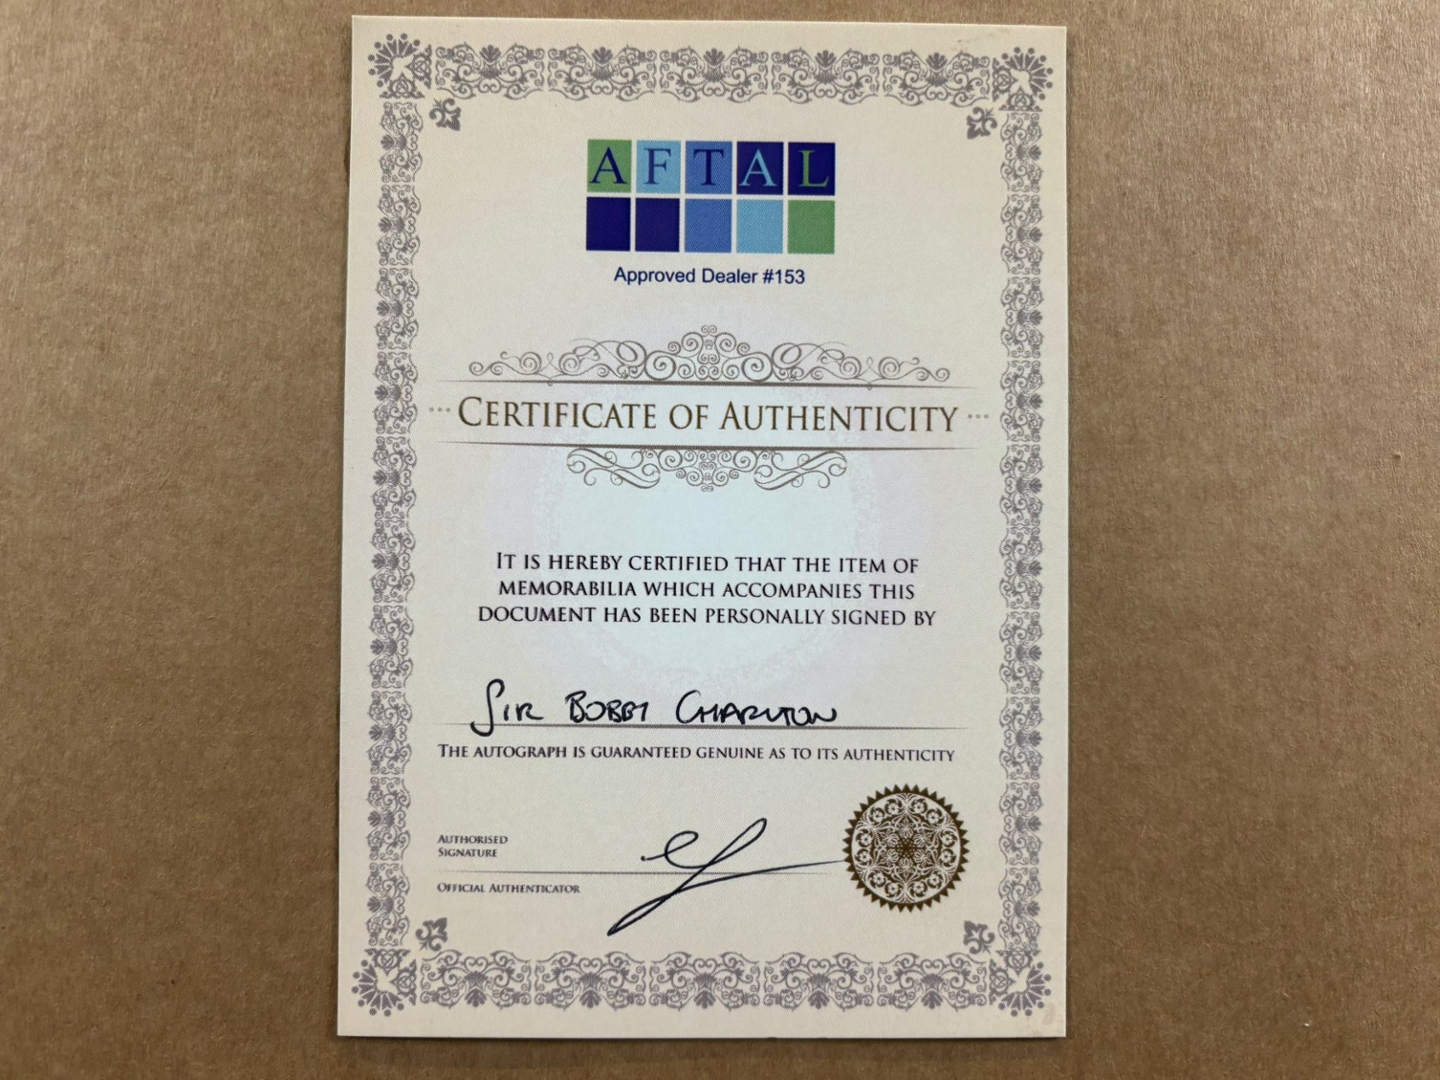 AFTAL
Approved Dealer #153
CERTIFICATE OF AUTHENTICITY
IT IS HEREBY CERTIFIED THAT THE ITEM OF
MEMORABILIA WHICH ACCOMPANIES THIS
DOCUMENT HAS BEEN PERSONALLY SIGNED BY
SIR BOBBY CHARLTON
THE AUTOGRAPH IS GUARANTEED GENUINE AS TO ITS AUTHENTICITY
AUTHORISED
SIGNATURE
OFFICIAL AUTHENTICATOR